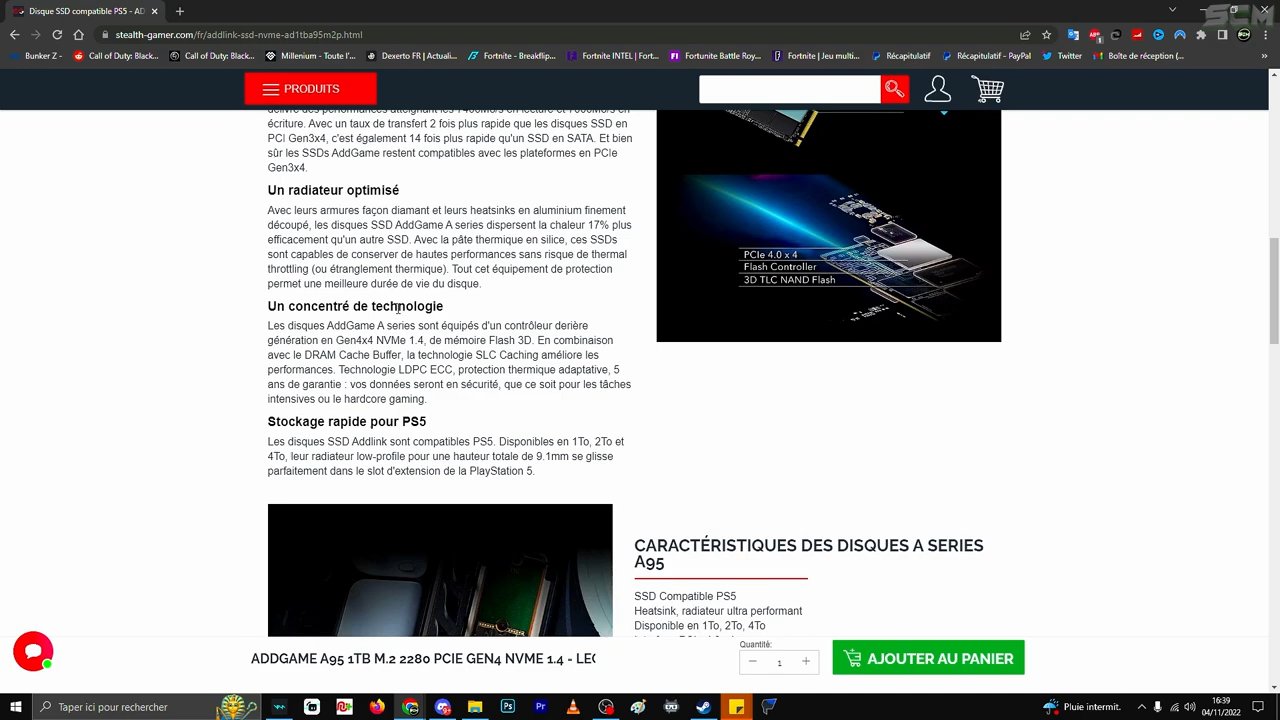 Disque SSD compatible PS5 - AD
stealth-gamer.com/fr/addlink-ssd-nvme-ad1tba95m2p.html
Bunker Z -
Call of Duty: Black...
Millenium - Toute l'...
Call of Duty: Black...
DreamHZ (Actuali...
Fortnite - Des multi...
Fortnite INTEL | Fort...
Fortunite Battle Roy...
Fortnite | Fortnite fro...
Récapitulatif
Récapitulatif (...
Twitter
Boîte de réception (...
PRODUITS
écriture. Avec un taux de transfert 2 fois plus rapide que les disques SSD en
PCI Gen3x4, c'est également 14 fois plus rapide qu'un SSD en SATA. Et bien
sûr les SSDs AddGame restent compatibles avec les plateformes en PCIe
Gen3x4.
Un radiateur optimisé
Avec leurs armures façon diamant et leurs heatsinks en aluminium finement
découpé, les disques SSD AddGame A series dispersent la chaleur 17% plus
efficacement qu'un autre SSD. Avec la pâte thermique en silice, ces SSDs
sont capables de conserver de hautes performances sans risque de thermal
throttling (ou étranglement thermique). Tout cet équipement de protection
permet une meilleure durée de vie du disque.
Un concentré de technologie
Les disques AddGame A series sont équipés d'un contrôleur derière
génération en Gen4x4 NVMe 1.4, de mémoire Flash 3D. En combinaison
avec le DRAM Cache Buffer, la technologie SLC Caching améliore les
performances. Technologie LDPC ECC, protection thermique adaptative, 5
ans de garantie : vos données seront en sécurité, que ce soit pour les tâches
intensives ou le hardcore gaming.
Stockage rapide pour PS5
Les disques SSD Addlink sont compatibles PS5. Disponibles en 1To, 2To et
4To, leur radiateur low-profile pour une hauteur totale de 9.1mm se glisse
parfaitement dans le slot d'extension de la PlayStation 5.
PCIe 4.0 x 4
Flash Controller
3D TLC NAND Flash
CARACTÉRISTIQUES DES DISQUES A SERIES
A95
SSD Compatible PS5
Heatsink, radiateur ultra performant
Disponible en 1To, 2To, 4To
ADDGAME A95 1TB M.2 2280 PCIE GEN4 NVME 1.4 - LEC
Quantité:
1
AJOUTER AU PANIER
Taper ici pour rechercher
Pluie intermit.
16:39
04/11/2022